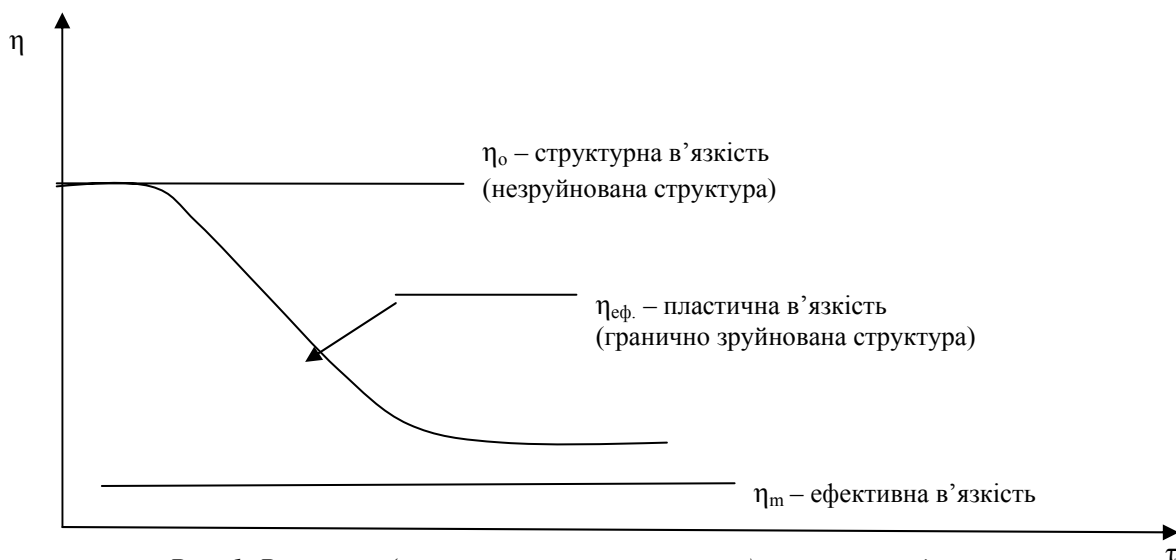 η
η₀ – структурна в’язкість
(незруйнована структура)
ηеф. – пластична в’язкість
(гранично зруйнована структура)
ηm – ефективна в’язкість
τ